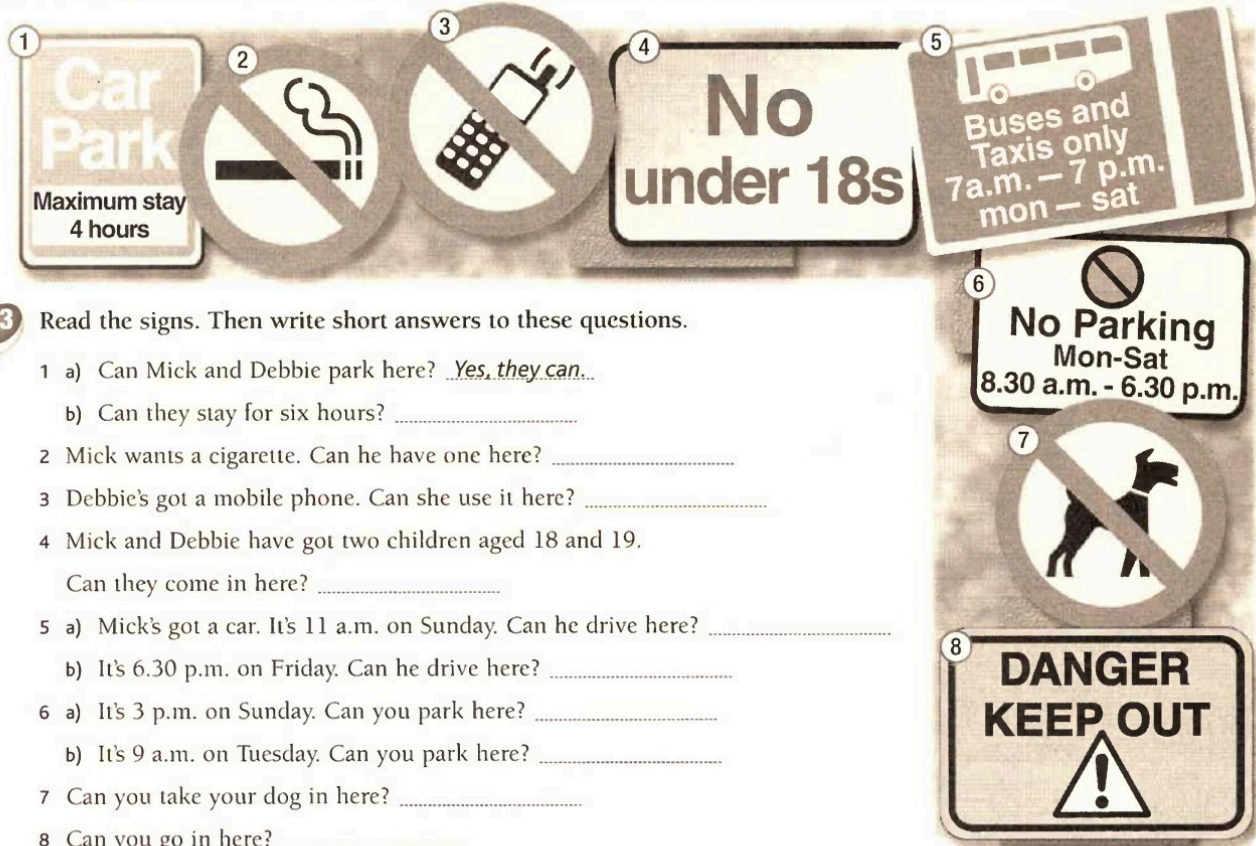 1
Car
Park
Maximum stay
4 hours
2
3
4
No
under 18s
5
Buses and
Taxis only
7a.m. – 7 p.m.
mon – sat
6
No Parking
Mon-Sat
8.30 a.m. - 6.30 p.m.
7
8
DANGER
KEEP OUT
!
3 Read the signs. Then write short answers to these questions.
1 a) Can Mick and Debbie park here? Yes, they can.
b) Can they stay for six hours?
2 Mick wants a cigarette. Can he have one here?
3 Debbie's got a mobile phone. Can she use it here?
4 Mick and Debbie have got two children aged 18 and 19.
Can they come in here?
5 a) Mick's got a car. It's 11 a.m. on Sunday. Can he drive here?
b) It's 6.30 p.m. on Friday. Can he drive here?
6 a) It's 3 p.m. on Sunday. Can you park here?
b) It's 9 a.m. on Tuesday. Can you park here?
7 Can you take your dog in here?
8 Can you go in here?